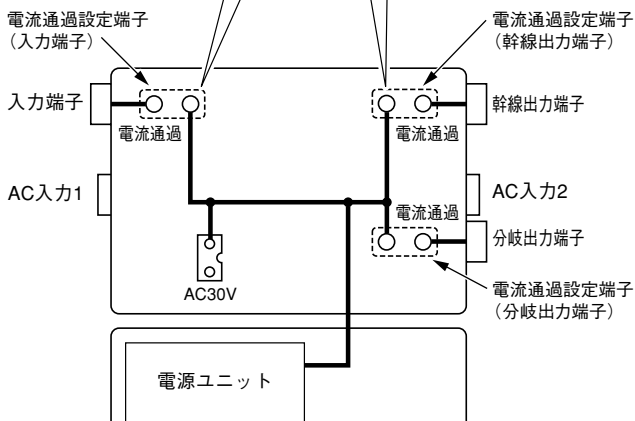 電流通過設定端子
（入力端子）
電流通過設定端子
（幹線出力端子）
入力端子
幹線出力端子
電流通過
電流通過
AC入力1
AC入力2
電流通過
分岐出力端子
AC30V
電流通過設定端子
（分岐出力端子）
電源ユニット